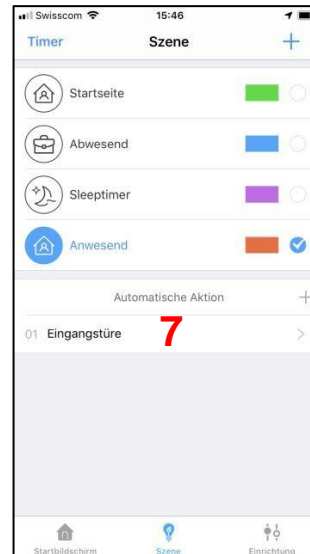 Swisscom 15:46
Timer Szene +
Startseite
Abwesend
Sleeptimer
Anwesend
Automatische Aktion +
01 Eingangstüre >
7
Startbildschirm Szene Einrichtung